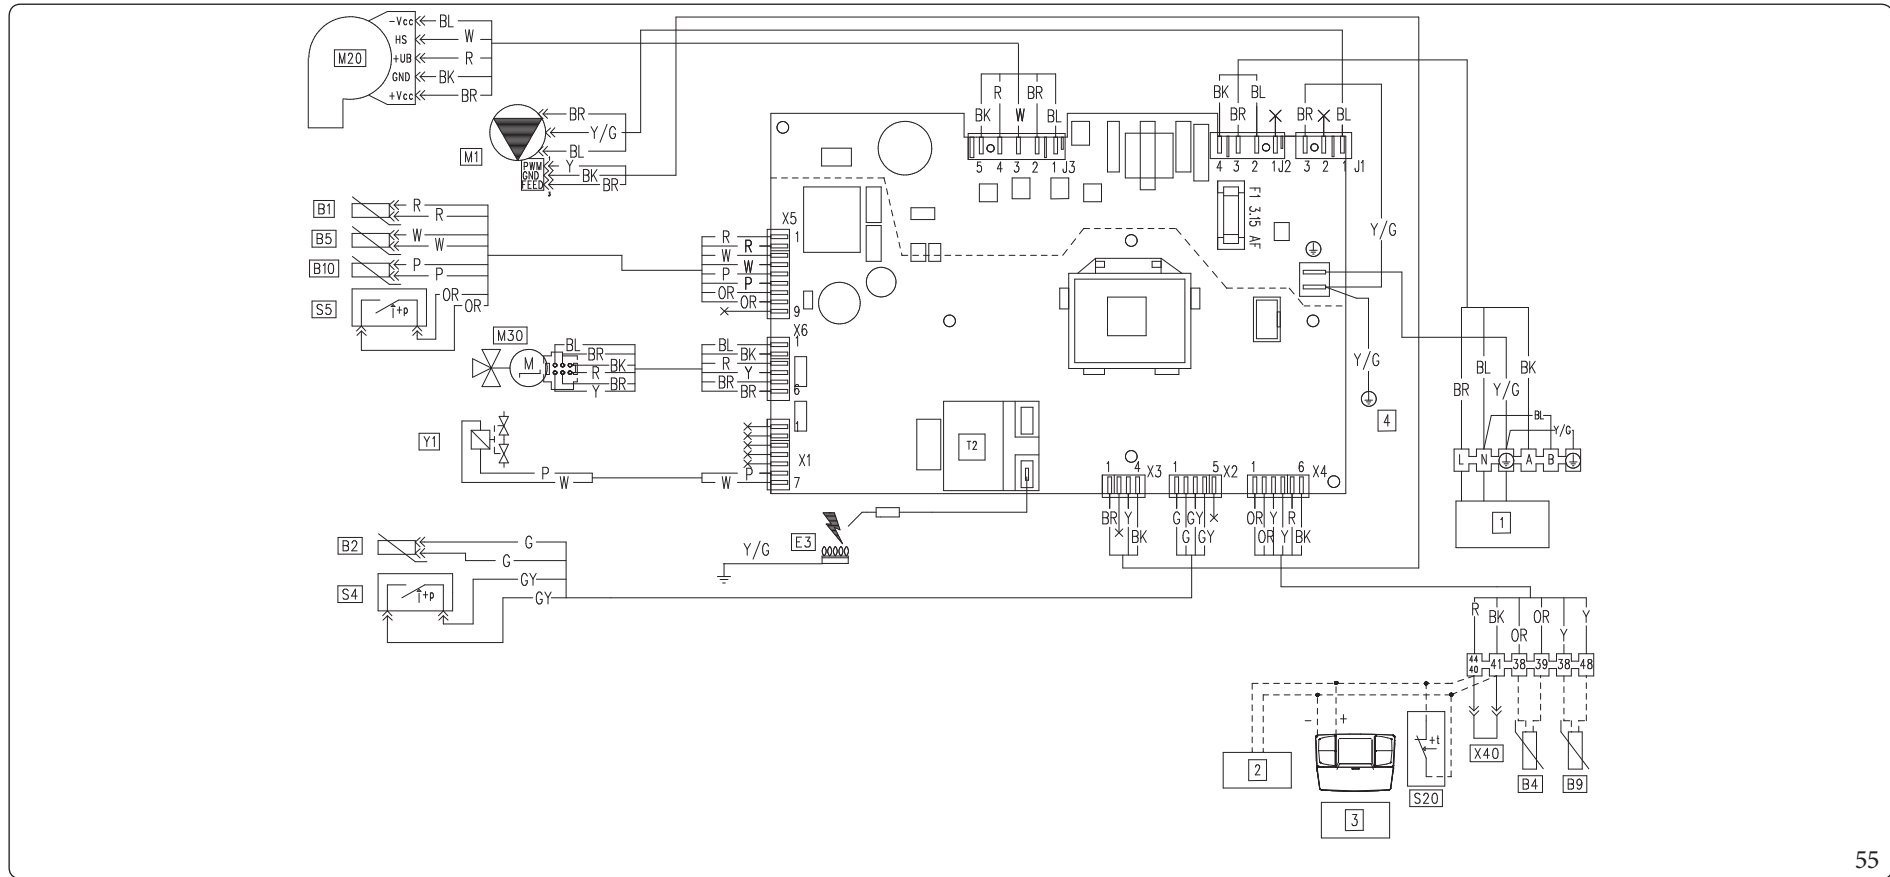 -Vcc BL
HS W
M20 +UB R
GND BK
+Vcc BR
BR
Y/G
M1 BL
PWM Y
GND BK
FEED BR
B1 R
R
B5 W
W
B10 P
P
S5 +p OR
OR
M30
M
BL
BR
BK
R
BR
Y
Y1
P
W
B2 G
G
S4 +p GY
GY
X5
R 1
R
W
W
P
P
OR
OR
9
X6
BL 1
BK
R
Y
BR
BR 6
1
X1
P
W 7
R BR
BK W BL
5 4 3 2 1 J3
BK BL
BR
4 3 2 1 J2
BR BL
3 2 1 J1
F1 3.15 AF
Y/G
Y/G
4
T2
E3
Y/G
1 4 X3
BR Y
BK
1 5 X2
G GY
G GY
1 6 X4
OR Y R
OR Y BK
BL BK
BR Y/G
BL
Y/G
L N A B
1
R BK OR Y
OR Y
44
40 41 38 39 38 48
- +
+t
2
3
S20
X40
B4
B9
55